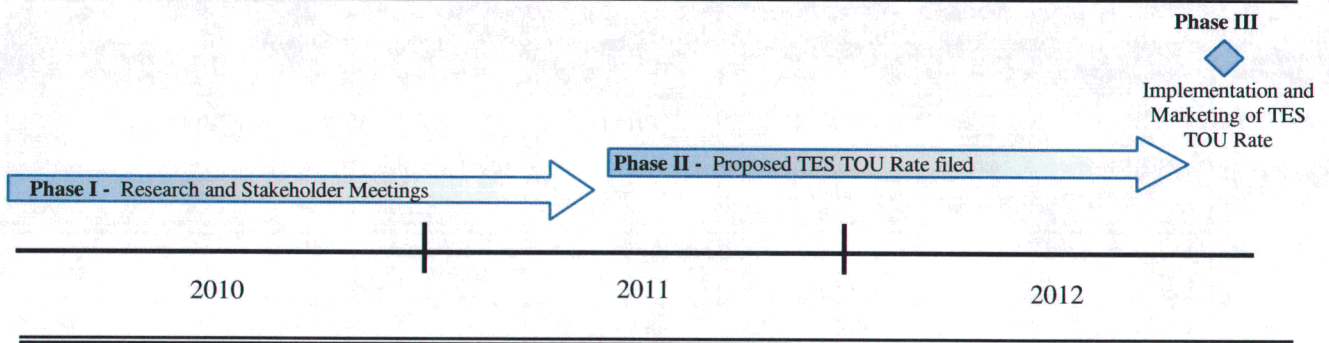 Phase III
Implementation and
Marketing of TES
TOU Rate
Phase II - Proposed TES TOU Rate filed
Phase I - Research and Stakeholder Meetings
2010
2011
2012